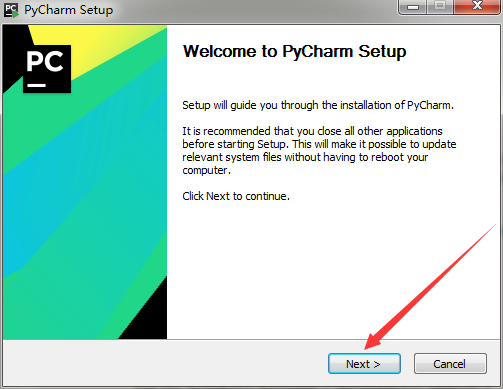 PyCharm Setup
PC
Welcome to PyCharm Setup
Setup will guide you through the installation of PyCharm.
It is recommended that you close all other applications
before starting Setup. This will make it possible to update
relevant system files without having to reboot your
computer.
Click Next to continue.
Next >
Cancel